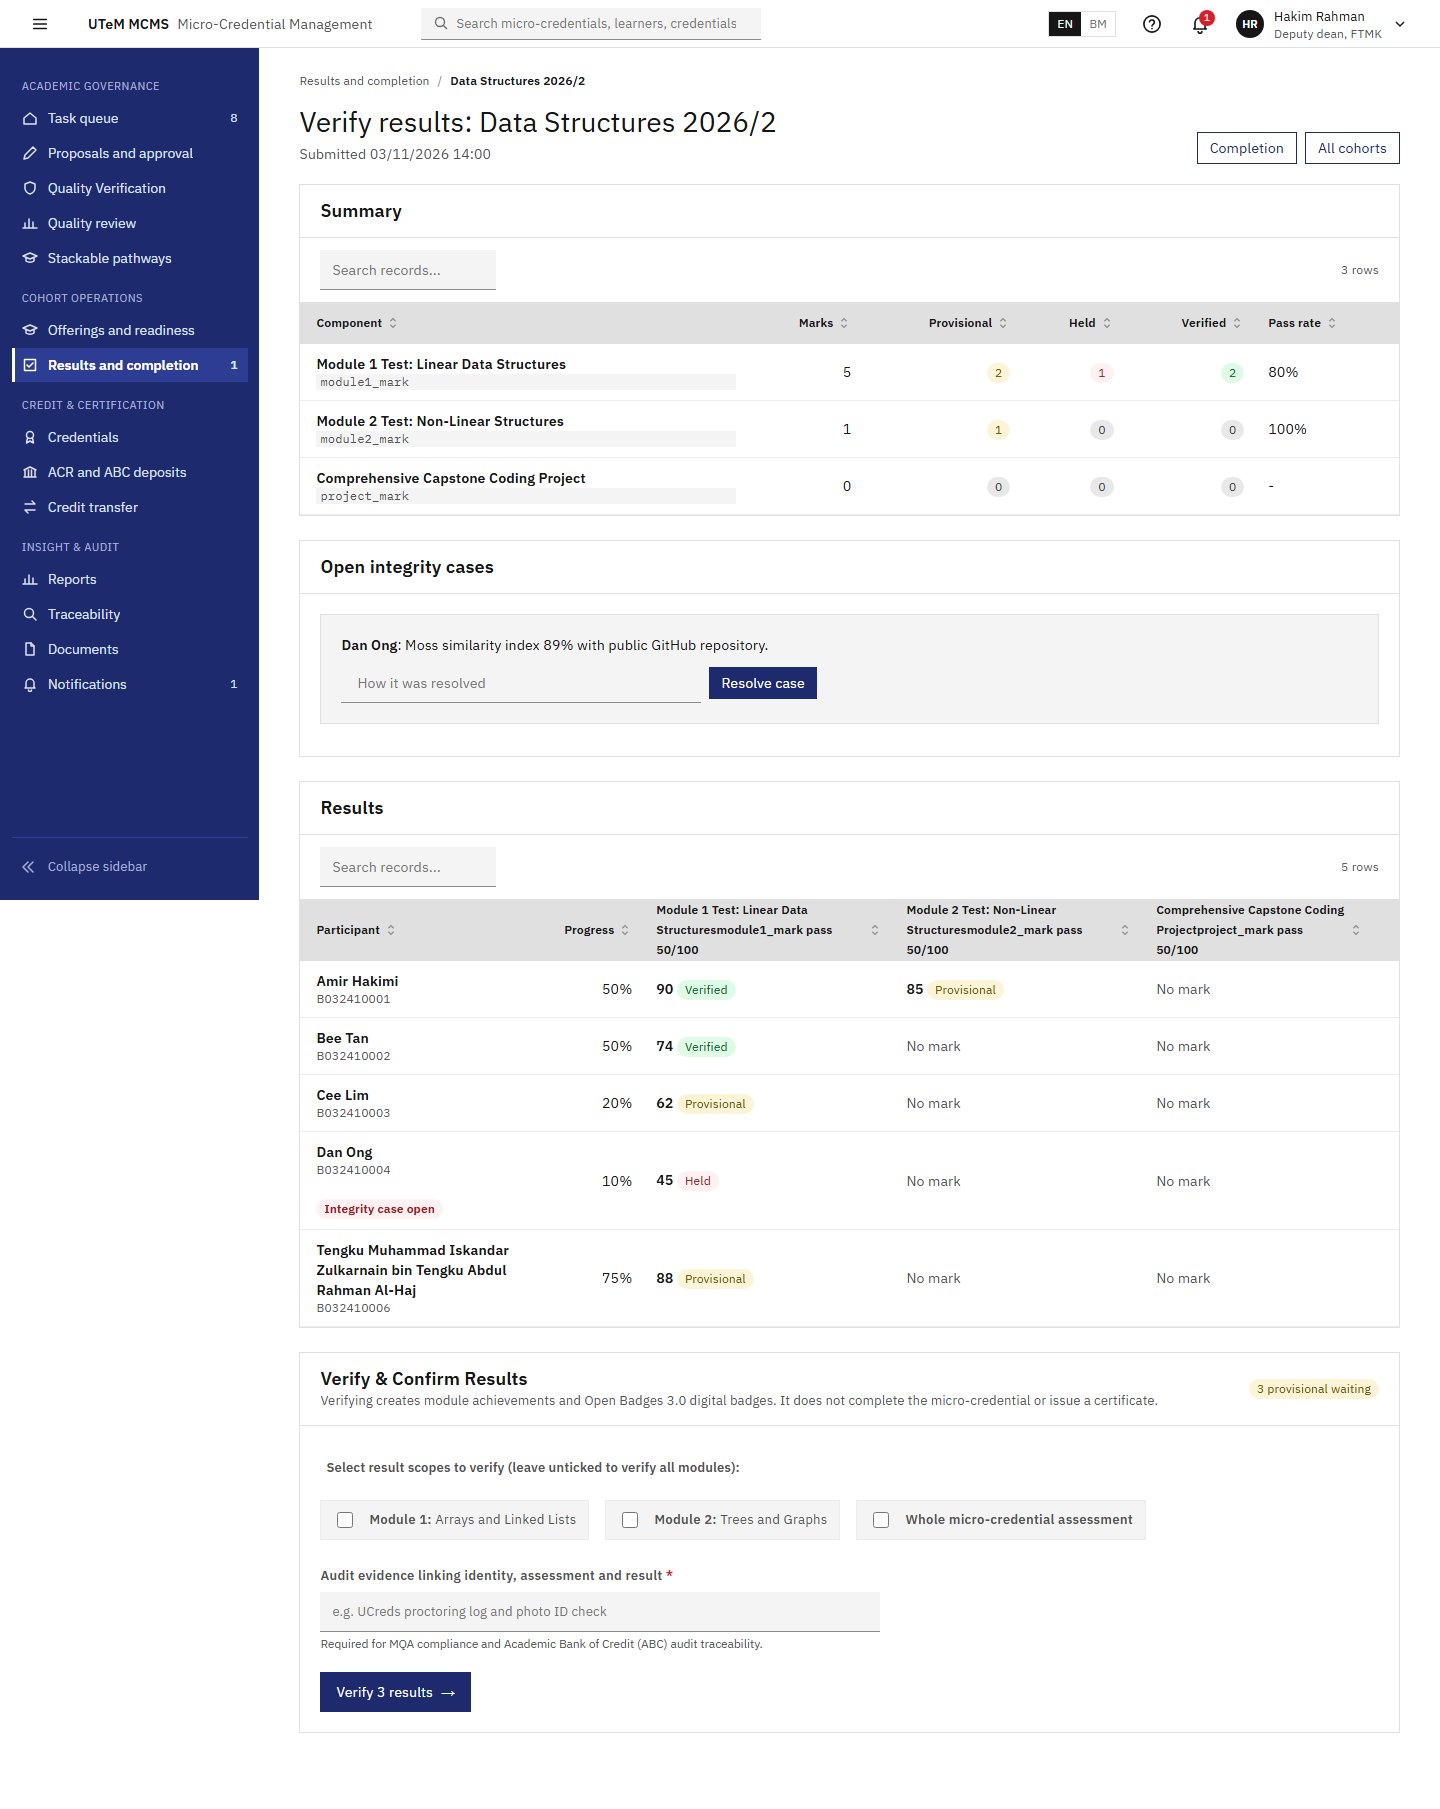 UTeM MCMS Micro-Credential Management
Search micro-credentials, learners, credentials
EN BM
1
HR
Hakim Rahman
Deputy dean, FTMK
ACADEMIC GOVERNANCE
Task queue 8
Proposals and approval
Quality Verification
Quality review
Stackable pathways
COHORT OPERATIONS
Offerings and readiness
Results and completion 1
CREDIT & CERTIFICATION
Credentials
ACR and ABC deposits
Credit transfer
INSIGHT & AUDIT
Reports
Traceability
Documents
Notifications 1
Collapse sidebar
Results and completion / Data Structures 2026/2
Verify results: Data Structures 2026/2
Submitted 03/11/2026 14:00
Completion All cohorts
Summary
Search records... 3 rows
Component Marks Provisional Held Verified Pass rate
Module 1 Test: Linear Data Structures
module1_mark
5 2 1 2 80%
Module 2 Test: Non-Linear Structures
module2_mark
1 1 0 0 100%
Comprehensive Capstone Coding Project
project_mark
0 0 0 0 -
Open integrity cases
Dan Ong: Moss similarity index 89% with public GitHub repository.
How it was resolved Resolve case
Results
Search records... 5 rows
Participant Progress
Module 1 Test: Linear Data
Structuresmodule1_mark pass
50/100
Module 2 Test: Non-Linear
Structuresmodule2_mark pass
50/100
Comprehensive Capstone Coding
Projectproject_mark pass
50/100
Amir Hakimi
B032410001
50% 90 Verified 85 Provisional No mark
Bee Tan
B032410002
50% 74 Verified No mark No mark
Cee Lim
B032410003
20% 62 Provisional No mark No mark
Dan Ong
B032410004
Integrity case open
10% 45 Held No mark No mark
Tengku Muhammad Iskandar
Zulkarnain bin Tengku Abdul
Rahman Al-Haj
B032410006
75% 88 Provisional No mark No mark
Verify & Confirm Results
Verifying creates module achievements and Open Badges 3.0 digital badges. It does not complete the micro-credential or issue a certificate.
3 provisional waiting
Select result scopes to verify (leave unticked to verify all modules):
Module 1: Arrays and Linked Lists
Module 2: Trees and Graphs
Whole micro-credential assessment
Audit evidence linking identity, assessment and result *
e.g. UCreds proctoring log and photo ID check
Required for MQA compliance and Academic Bank of Credit (ABC) audit traceability.
Verify 3 results →